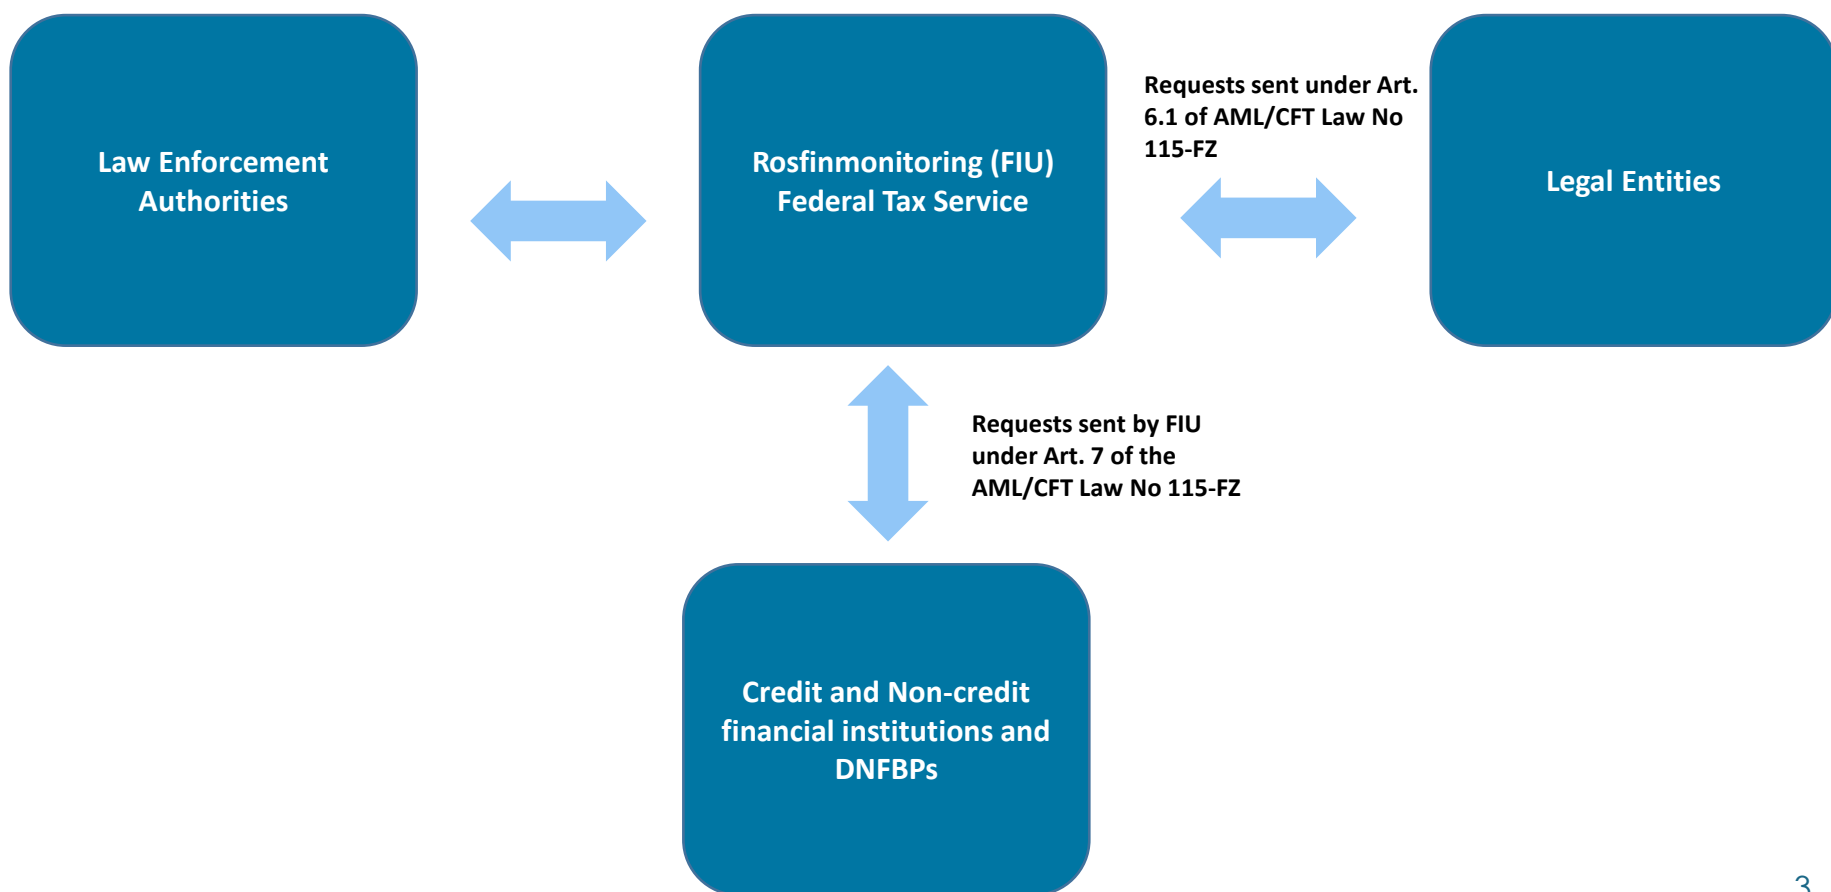 Law Enforcement
Authorities
Rosfinmonitoring (FIU)
Federal Tax Service
Requests sent under Art.
6.1 of AML/CFT Law No
115-FZ
Legal Entities
Requests sent by FIU
under Art. 7 of the
AML/CFT Law No 115-FZ
Credit and Non-credit
financial institutions and
DNFBPs
3